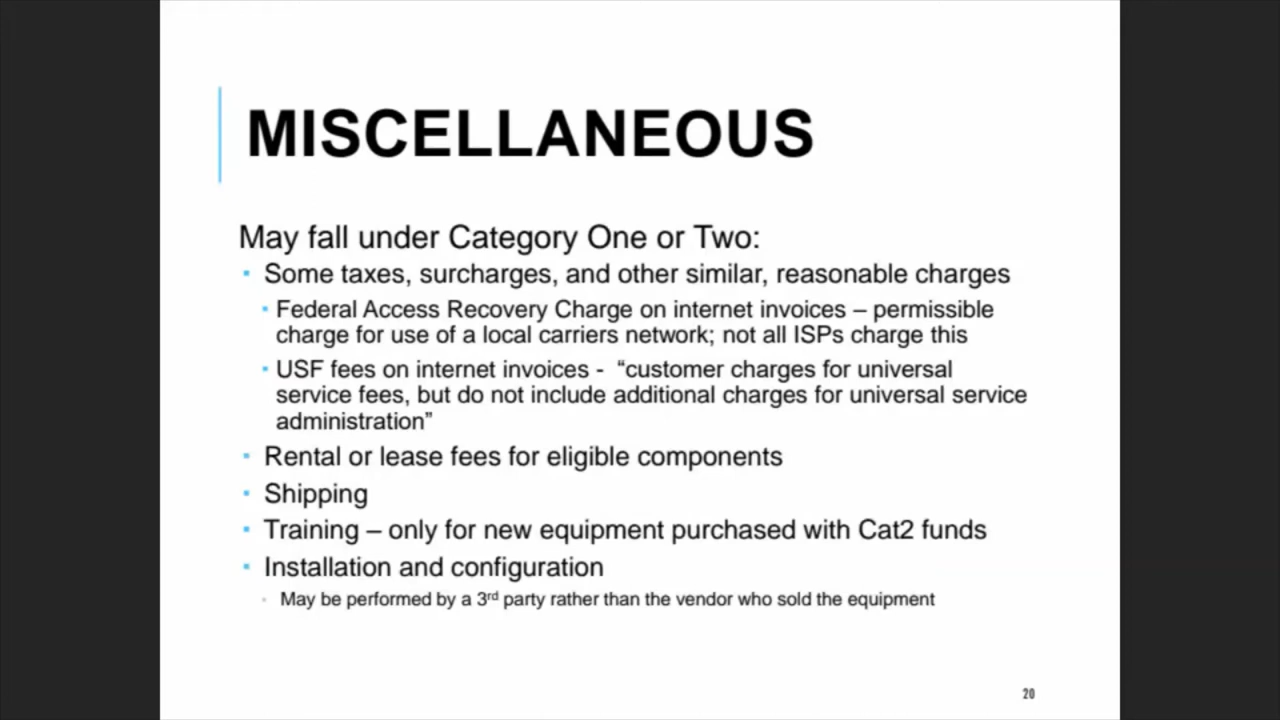 MISCELLANEOUS
May fall under Category One or Two:
▪ Some taxes, surcharges, and other similar, reasonable charges
▪ Federal Access Recovery Charge on internet invoices – permissible
charge for use of a local carriers network; not all ISPs charge this
▪ USF fees on internet invoices - “customer charges for universal
service fees, but do not include additional charges for universal service
administration”
▪ Rental or lease fees for eligible components
▪ Shipping
▪ Training – only for new equipment purchased with Cat2 funds
▪ Installation and configuration
▪ May be performed by a 3rd party rather than the vendor who sold the equipment
20